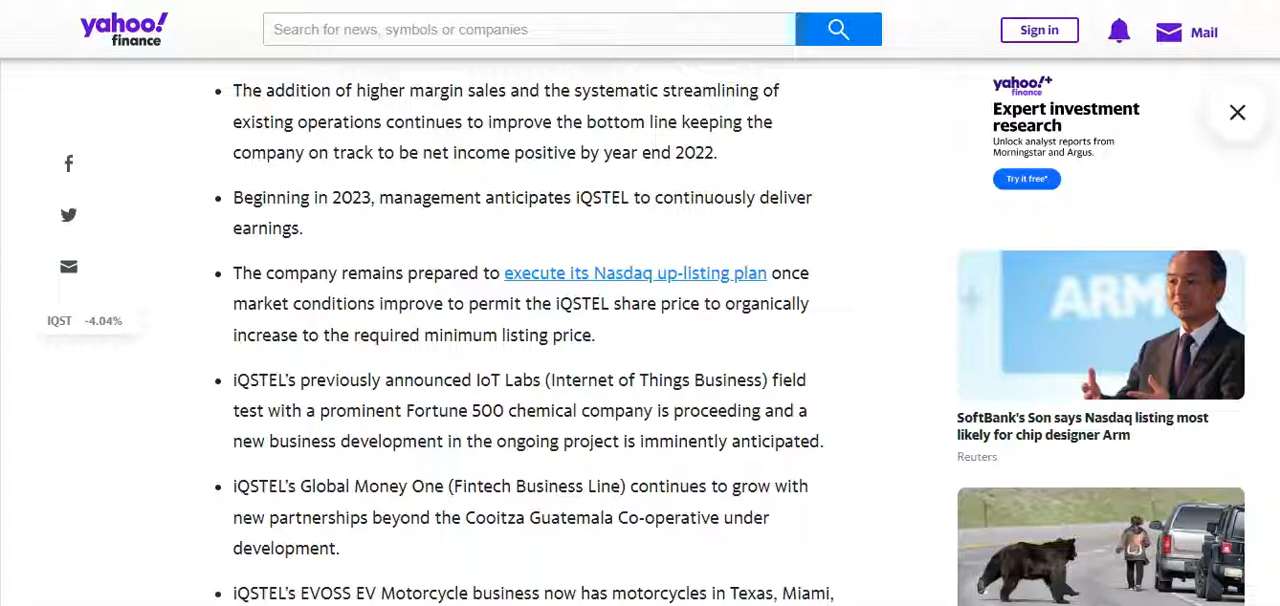 yahoo!
finance
Search for news, symbols or companies
Sign in
Mail
The addition of higher margin sales and the systematic streamlining of
existing operations continues to improve the bottom line keeping the
company on track to be net income positive by year end 2022.
Beginning in 2023, management anticipates iQSTEL to continuously deliver
earnings.
The company remains prepared to execute its Nasdaq up-listing plan once
market conditions improve to permit the iQSTEL share price to organically
increase to the required minimum listing price.
iQSTEL's previously announced IoT Labs (Internet of Things Business) field
test with a prominent Fortune 500 chemical company is proceeding and a
new business development in the ongoing project is imminently anticipated.
iQSTEL's Global Money One (Fintech Business Line) continues to grow with
new partnerships beyond the Cooitza Guatemala Co-operative under
development.
iQSTEL's EVOSS EV Motorcycle business now has motorcycles in Texas, Miami,
IQST -4.04%
yahoo!+
finance
Expert investment
research
Unlock analyst reports from
Morningstar and Argus.
Try it free*
ARM
SoftBank's Son says Nasdaq listing most
likely for chip designer Arm
Reuters